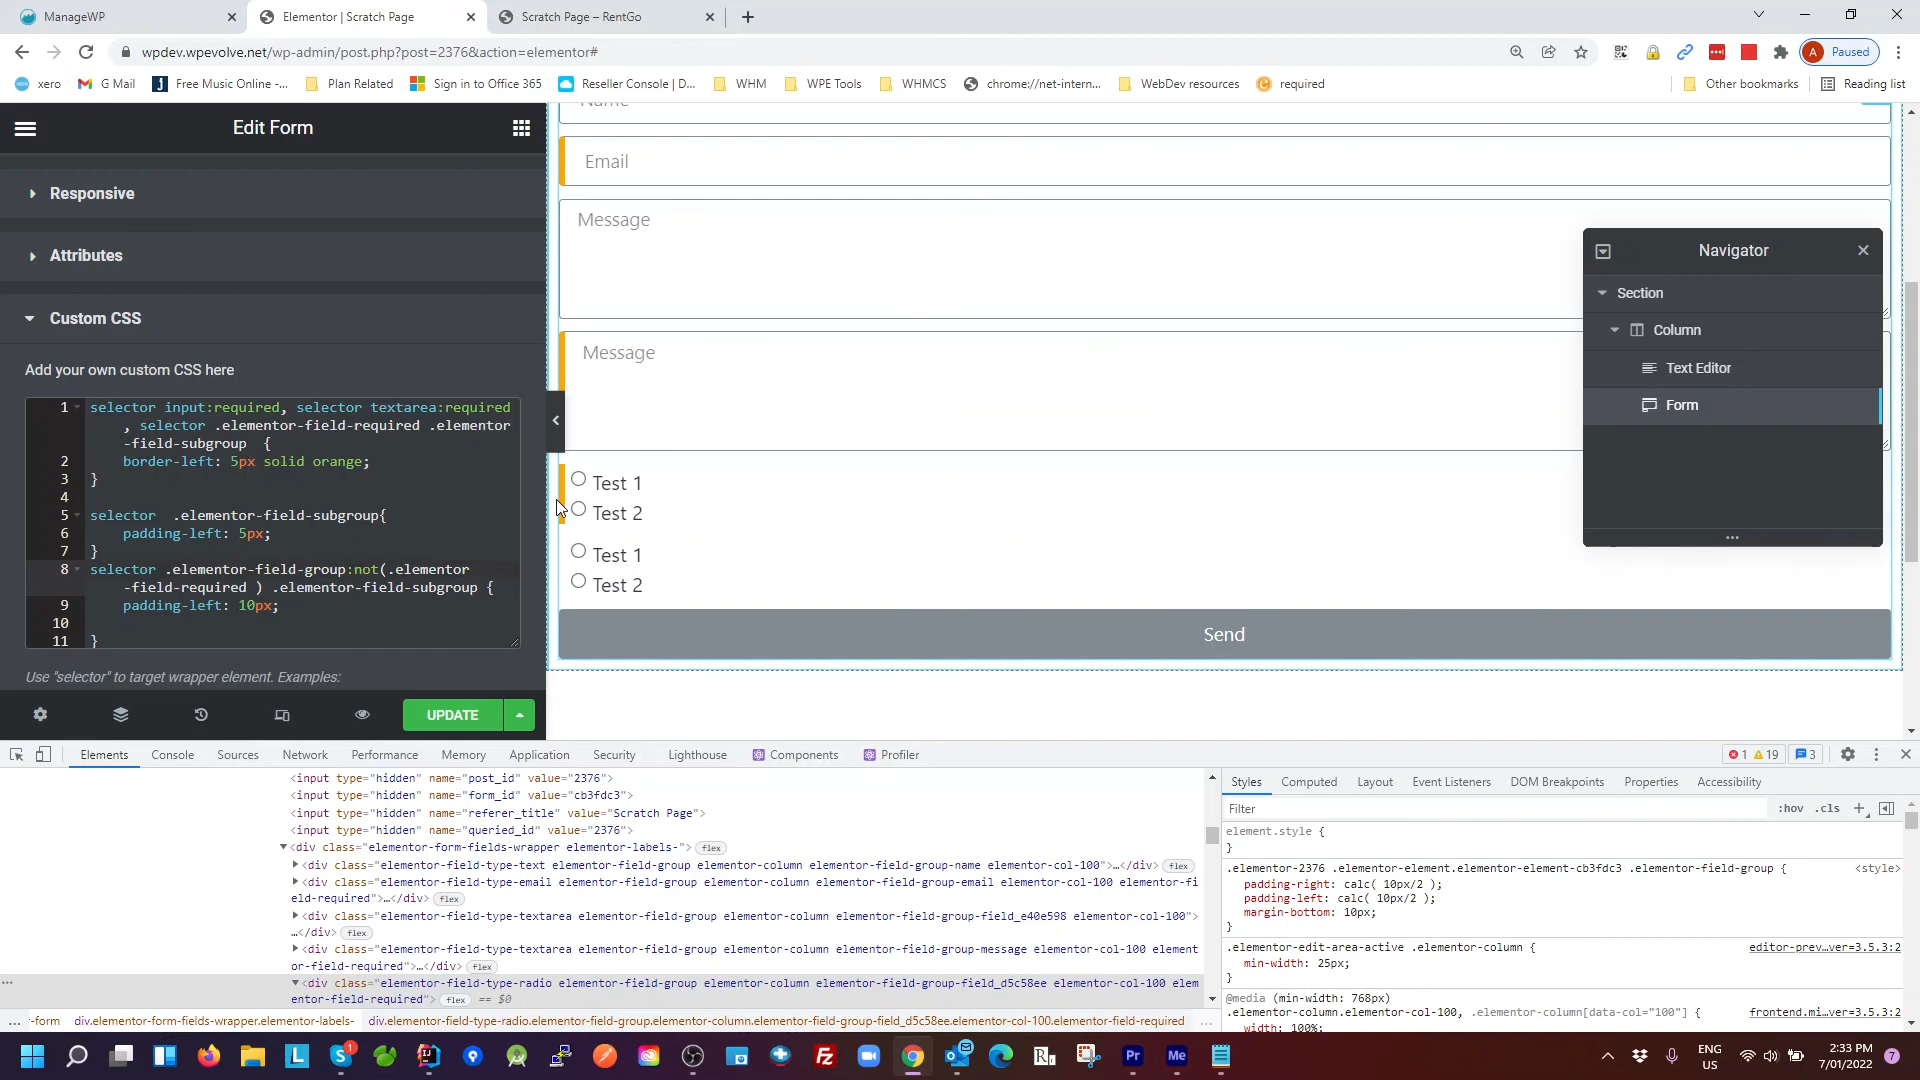 ManageWP
Elementor | Scratch Page
Scratch Page – RentGo
wpdev.wpevolve.net/wp-admin/post.php?post=2376&action=elementor#
A Paused
xero
G Mail
Free Music Online -...
Plan Related
Sign in to Office 365
Reseller Console | D...
WHM
WPE Tools
WHMCS
chrome://net-intern...
WebDev resources
required
Other bookmarks
Reading list
Edit Form
Responsive
Attributes
Custom CSS
Add your own custom CSS here
1 selector input:required, selector textarea:required
, selector .elementor-field-required .elementor
-field-subgroup {
2 border-left: 5px solid orange;
3 }
4
5 selector .elementor-field-subgroup{
6 padding-left: 5px;
7 }
8 selector .elementor-field-group:not(.elementor
-field-required ) .elementor-field-subgroup {
9 padding-left: 10px;
10
11 }
Use "selector" to target wrapper element. Examples:
UPDATE
Name
Email
Message
Message
Test 1
Test 2
Test 1
Test 2
Send
Navigator
Section
Column
Text Editor
Form
Elements
Console
Sources
Network
Performance
Memory
Application
Security
Lighthouse
Components
Profiler
1
19
3
<input type="hidden" name="post_id" value="2376">
<input type="hidden" name="form_id" value="cb3fdc3">
<input type="hidden" name="referer_title" value="Scratch Page">
<input type="hidden" name="queried_id" value="2376">
<div class="elementor-form-fields-wrapper elementor-labels-"> flex
<div class="elementor-field-type-text elementor-field-group elementor-column elementor-field-group-name elementor-col-100">…</div> flex
<div class="elementor-field-type-email elementor-field-group elementor-column elementor-field-group-email elementor-col-100 elementor-fi
eld-required">…</div> flex
<div class="elementor-field-type-textarea elementor-field-group elementor-column elementor-field-group-field_e40e598 elementor-col-100">
…</div> flex
<div class="elementor-field-type-textarea elementor-field-group elementor-column elementor-field-group-message elementor-col-100 element
or-field-required">…</div> flex
<div class="elementor-field-type-radio elementor-field-group elementor-column elementor-field-group-field_d5c58ee elementor-col-100 elem
entor-field-required"> flex == $0
... r-form div.elementor-form-fields-wrapper.elementor-labels- div.elementor-field-type-radio.elementor-field-group.elementor-column.elementor-field-group-field_d5c58ee.elementor-col-100.elementor-field-required ...
Styles
Computed
Layout
Event Listeners
DOM Breakpoints
Properties
Accessibility
Filter
:hov .cls +
element.style {
}
.elementor-2376 .elementor-element.elementor-element-cb3fdc3 .elementor-field-group { <style>
padding-right: calc( 10px/2 );
padding-left: calc( 10px/2 );
margin-bottom: 10px;
}
.elementor-edit-area-active .elementor-column { editor-prev…ver=3.5.3:2
min-width: 25px;
}
@media (min-width: 768px)
.elementor-column.elementor-col-100, .elementor-column[data-col="100"] { frontend.mi…ver=3.5.3:2
width: 100%;
ENG
US
2:33 PM
7/01/2022
7